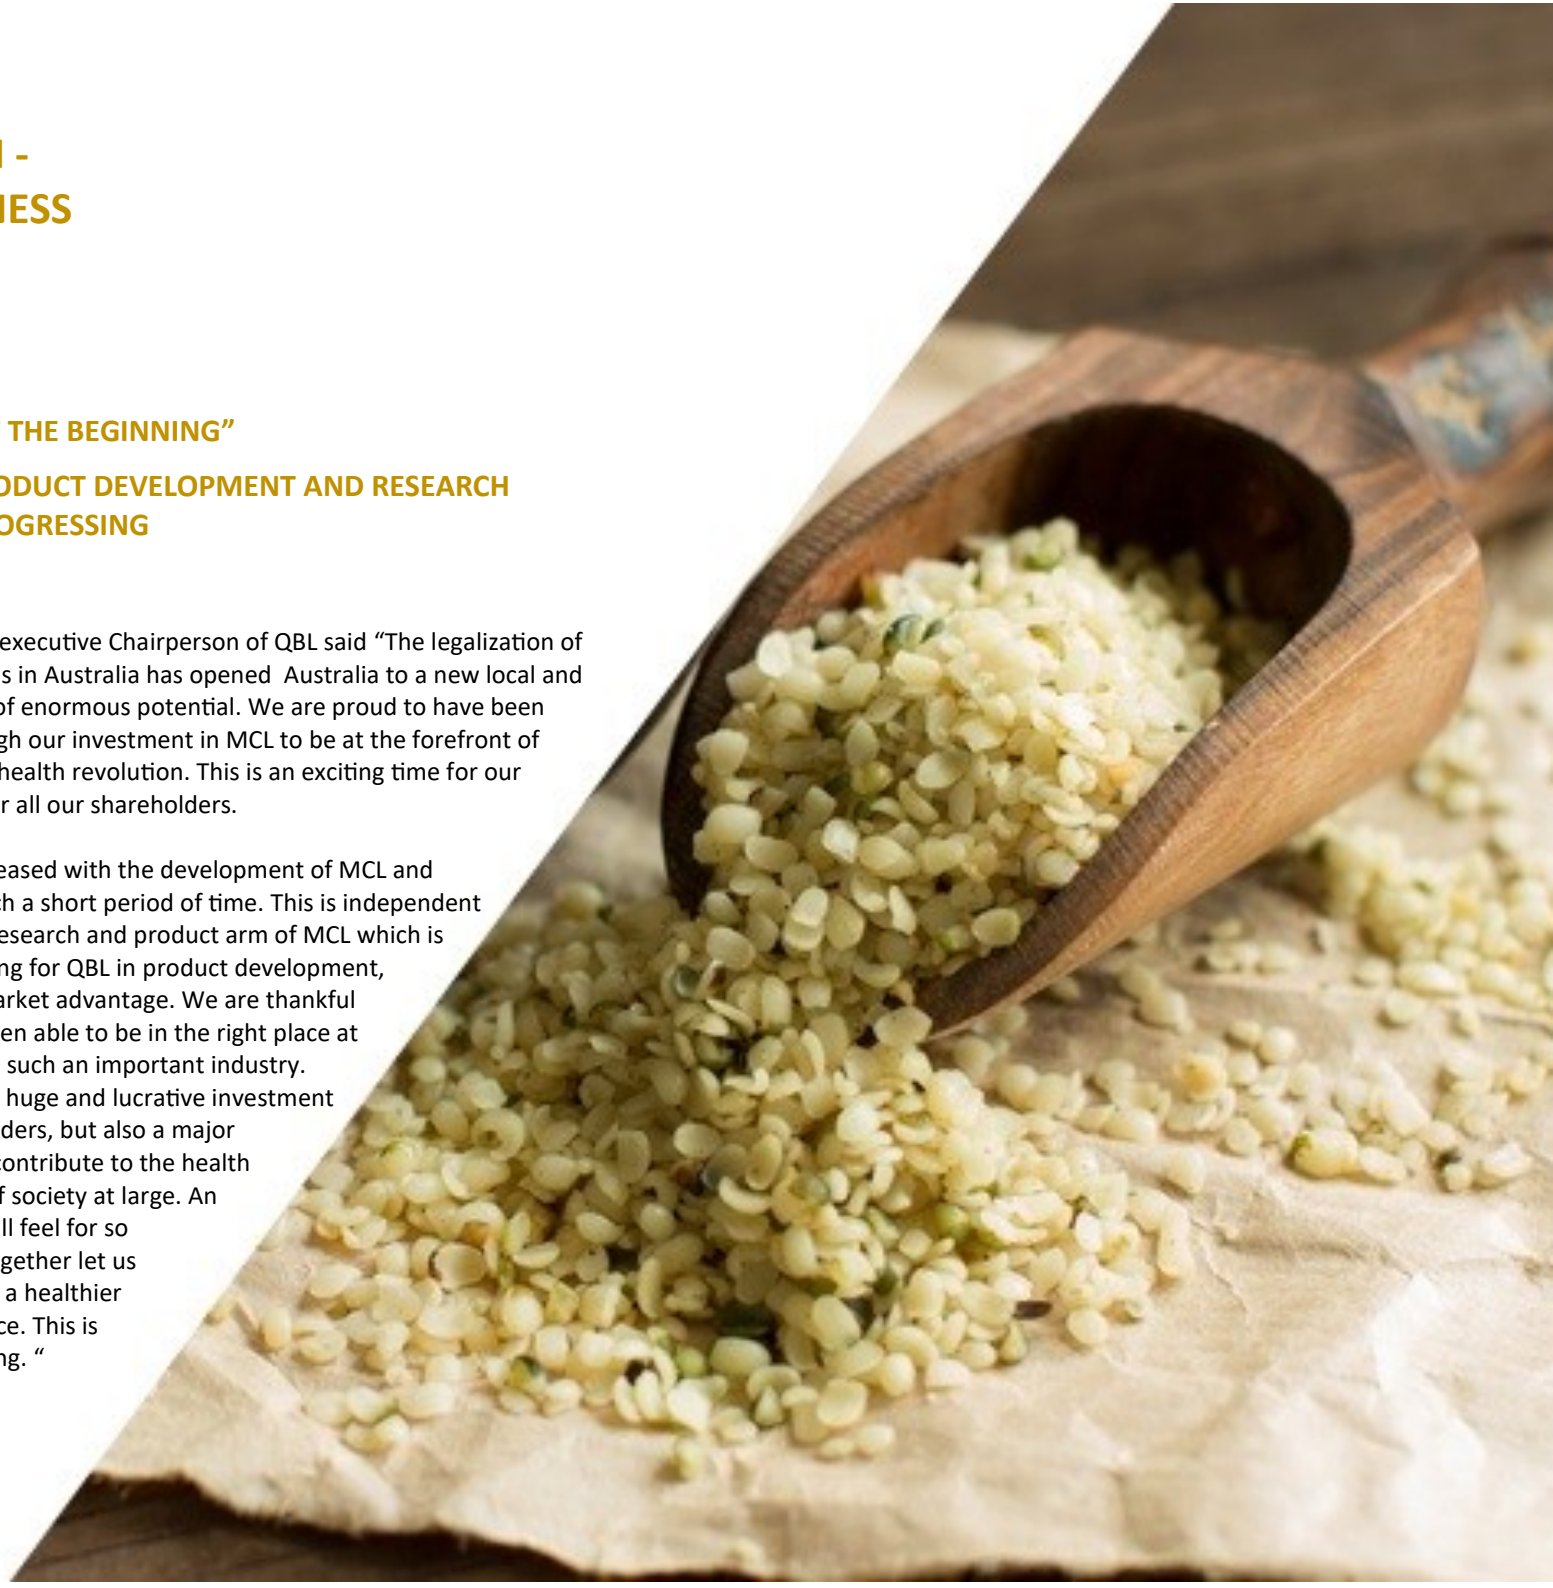 -
NESS
THE BEGINNING”
ODUCT DEVELOPMENT AND RESEARCH
OGRESSING
executive Chairperson of QBL said “The legalization of
s in Australia has opened  Australia to a new local and
of enormous potential. We are proud to have been
gh our investment in MCL to be at the forefront of
health revolution. This is an exciting time for our
r all our shareholders.
eased with the development of MCL and
ch a short period of time. This is independent
esearch and product arm of MCL which is
ng for QBL in product development,
arket advantage. We are thankful
en able to be in the right place at
such an important industry.
huge and lucrative investment
ders, but also a major
contribute to the health
f society at large. An
ll feel for so
gether let us
a healthier
ce. This is
ng. “